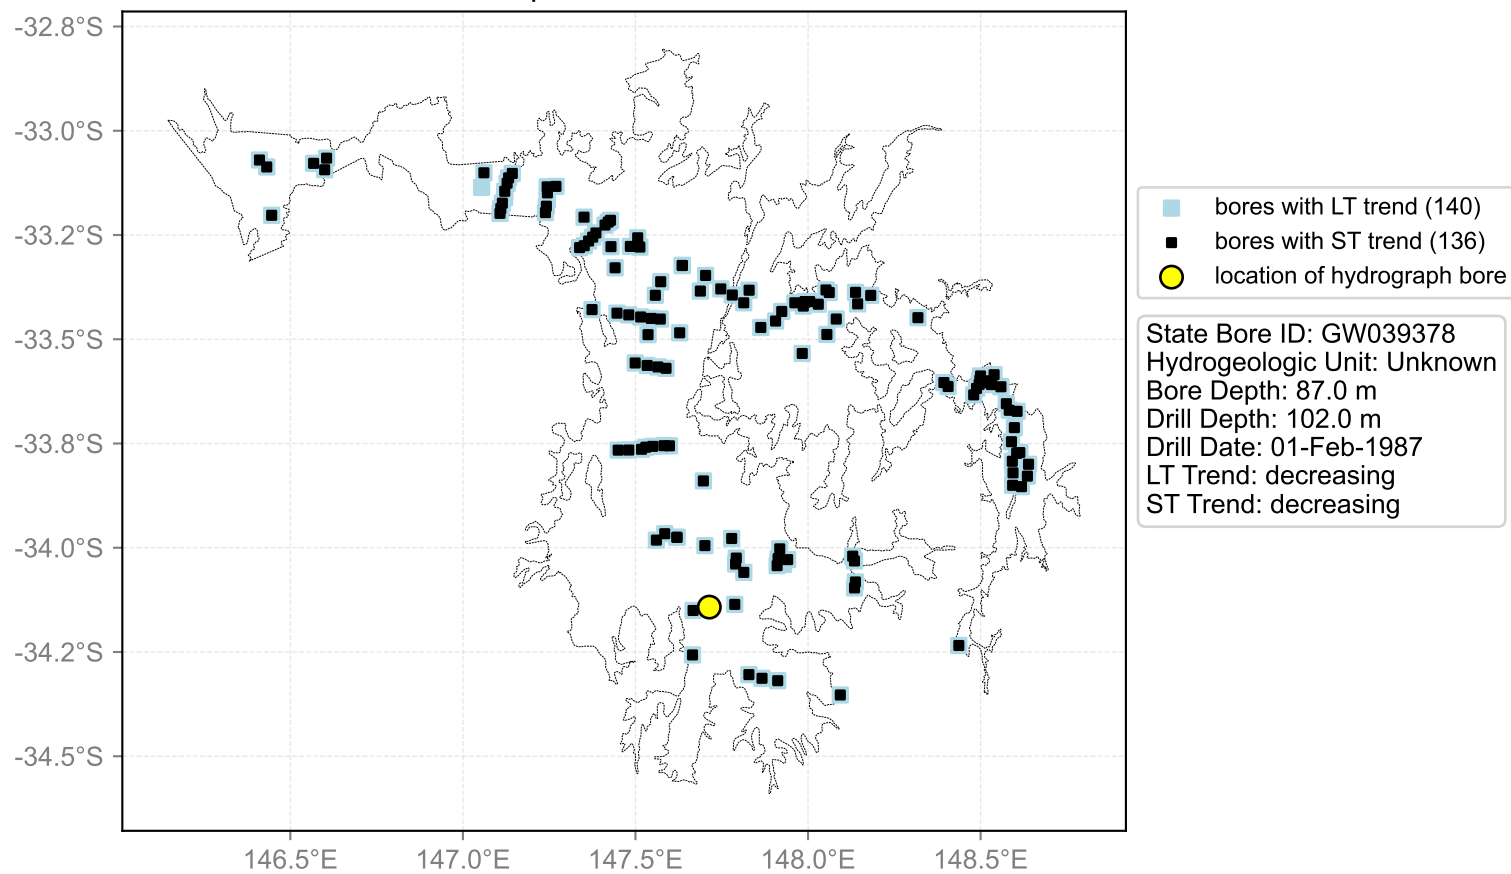 -32.8°S
-33.0°S
-33.2°S
-33.5°S
-33.8°S
-34.0°S
-34.2°S
-34.5°S
146.5°E
147.0°E
147.5°E
148.0°E
148.5°E
bores with LT trend (140)
bores with ST trend (136)
location of hydrograph bore
State Bore ID: GW039378
Hydrogeologic Unit: Unknown
Bore Depth: 87.0 m
Drill Depth: 102.0 m
Drill Date: 01-Feb-1987
LT Trend: decreasing
ST Trend: decreasing